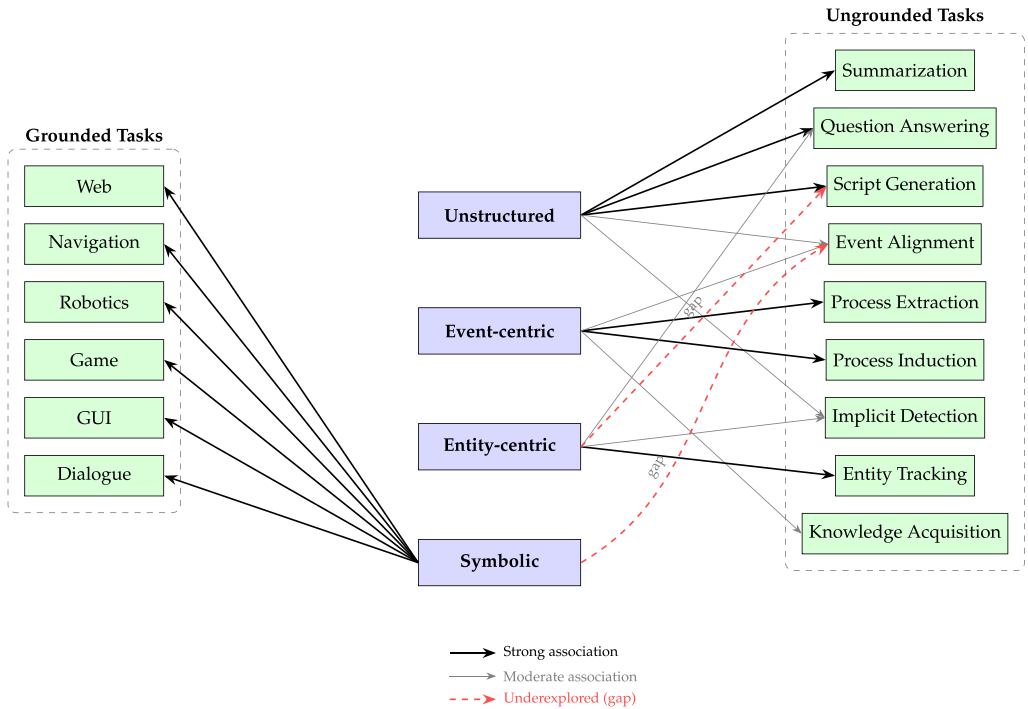 Ungrounded Tasks
Summarization
Question Answering
Script Generation
Event Alignment
Process Extraction
Process Induction
Implicit Detection
Entity Tracking
Knowledge Acquisition
Grounded Tasks
Web
Navigation
Robotics
Game
GUI
Dialogue
Unstructured
Event-centric
Entity-centric
Symbolic
gap
gap
Strong association
Moderate association
Underexplored (gap)